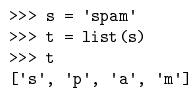 >>> s = 'spam'
>>> t = list(s)
>>> t
['s', 'p', 'a', 'm']